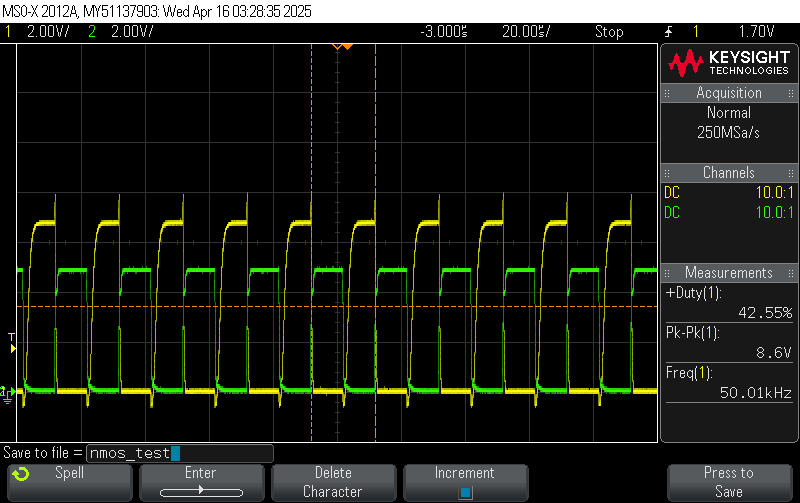 MSO-X 2012A, MY51137903: Wed Apr 16 03:28:35 2025
1 2.00V/ 2 2.00V/ -3.000s 20.00s/ Stop 1 1.70V
KEYSIGHT
TECHNOLOGIES
Acquisition
Normal
250MSa/s
Channels
DC 10.0:1
DC 10.0:1
Measurements
+Duty(1):
42.55%
Pk-Pk(1):
8.6V
Freq(1):
50.01kHz
T
Save to file = nmos_test
Spell
Enter
Delete
Character
Increment
Press to
Save